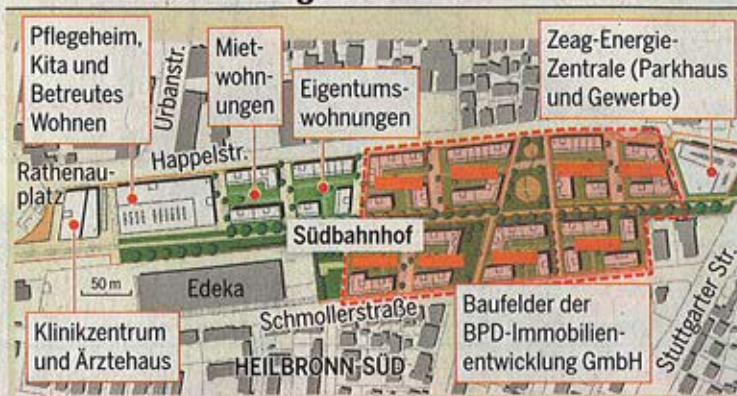 Pflegeheim,
Kita und
Betreutes
Wohnen
Urbanstr.
Miet-
wohn-
ungen
Eigentums-
wohnungen
Zeag-Energie-
Zentrale (Parkhaus
und Gewerbe)
Happelstr.
Rathenau-
platz
Südbahnhof
50 m
Edeka
Schmollerstraße
Stuttgarter Str.
Klinikzentrum
und Ärztehaus
HEILBRONN-SÜD
Baufelder der
BPD-Immobilien-
entwicklung GmbH